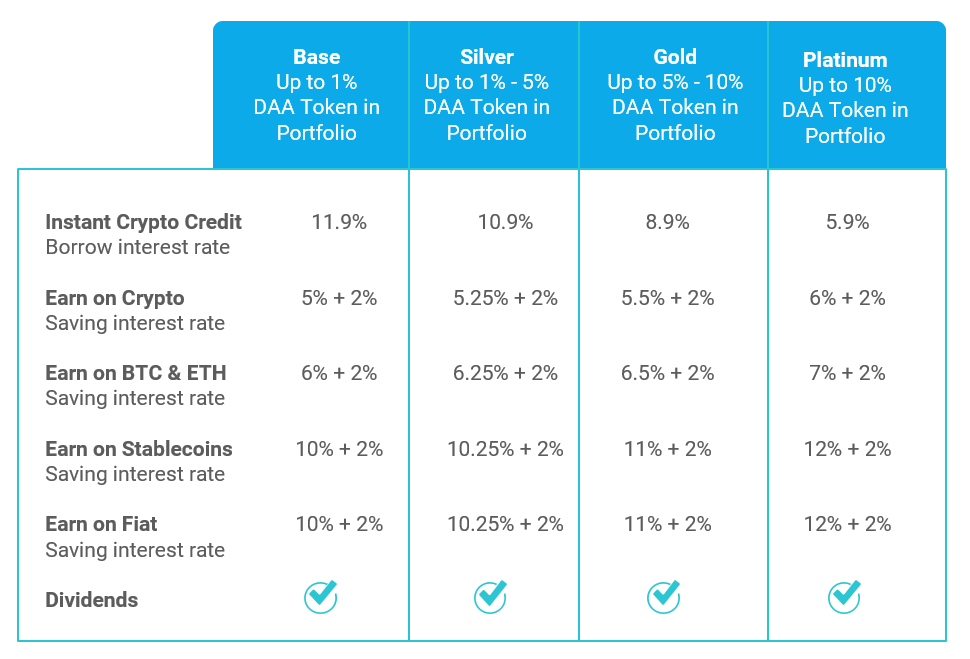 Base
Up to 1%
DAA Token in
Portfolio
Silver
Up to 1% - 5%
DAA Token in
Portfolio
Gold
Up to 5% - 10%
DAA Token in
Portfolio
Platinum
Up to 10%
DAA Token in
Portfolio
Instant Crypto Credit 11.9% 10.9% 8.9% 5.9%
Borrow interest rate
Earn on Crypto 5% + 2% 5.25% + 2% 5.5% + 2% 6% + 2%
Saving interest rate
Earn on BTC & ETH 6% + 2% 6.25% + 2% 6.5% + 2% 7% + 2%
Saving interest rate
Earn on Stablecoins 10% + 2% 10.25% + 2% 11% + 2% 12% + 2%
Saving interest rate
Earn on Fiat 10% + 2% 10.25% + 2% 11% + 2% 12% + 2%
Saving interest rate
Dividends